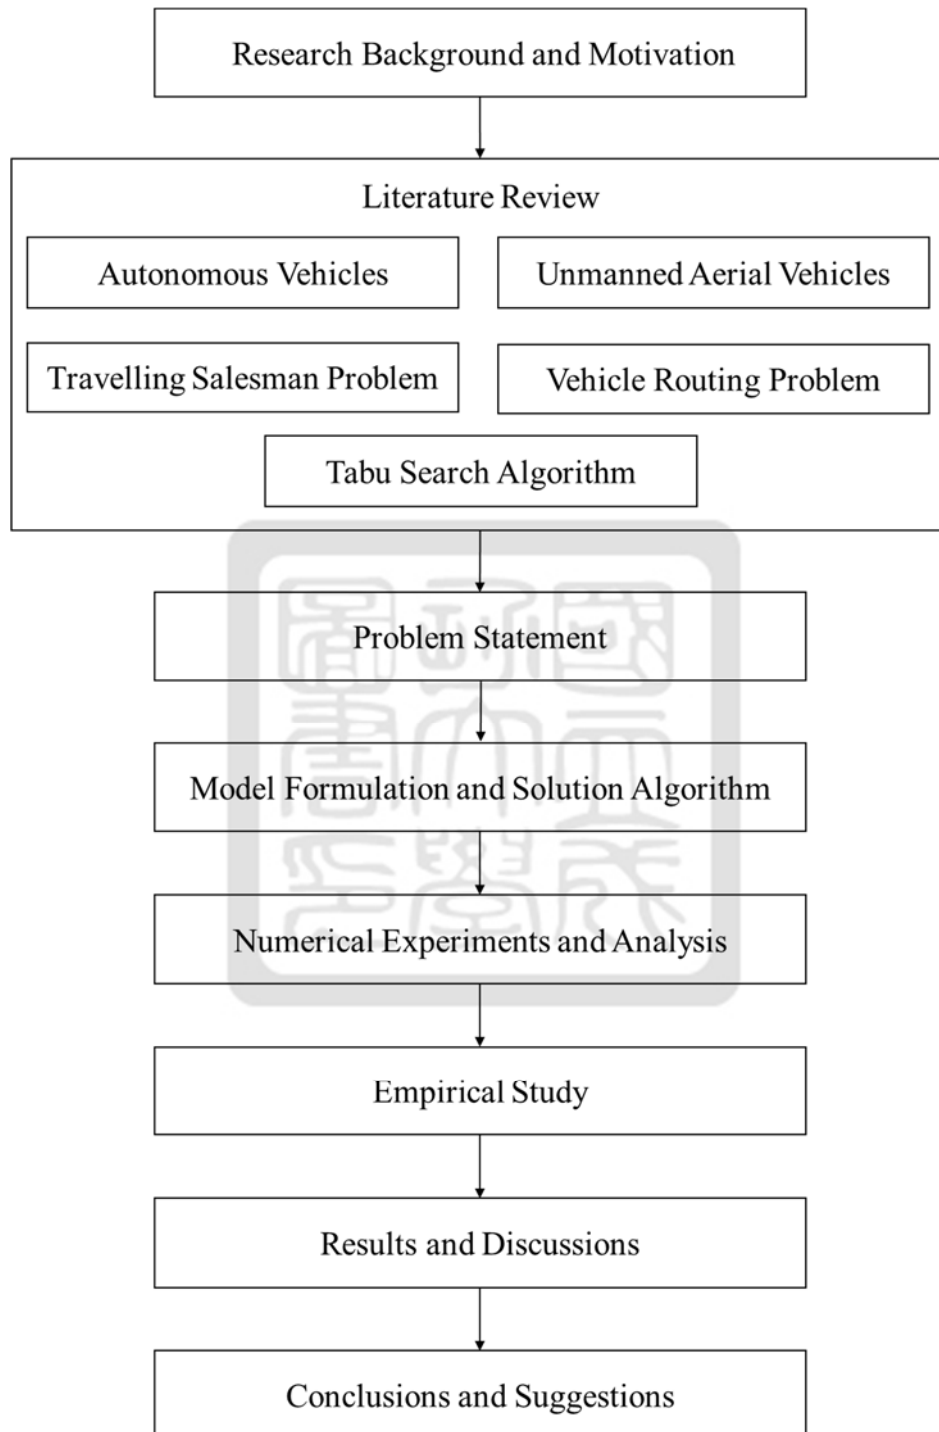 Research Background and Motivation
Literature Review
Autonomous Vehicles
Unmanned Aerial Vehicles
Travelling Salesman Problem
Vehicle Routing Problem
Tabu Search Algorithm
Problem Statement
Model Formulation and Solution Algorithm
Numerical Experiments and Analysis
Empirical Study
Results and Discussions
Conclusions and Suggestions